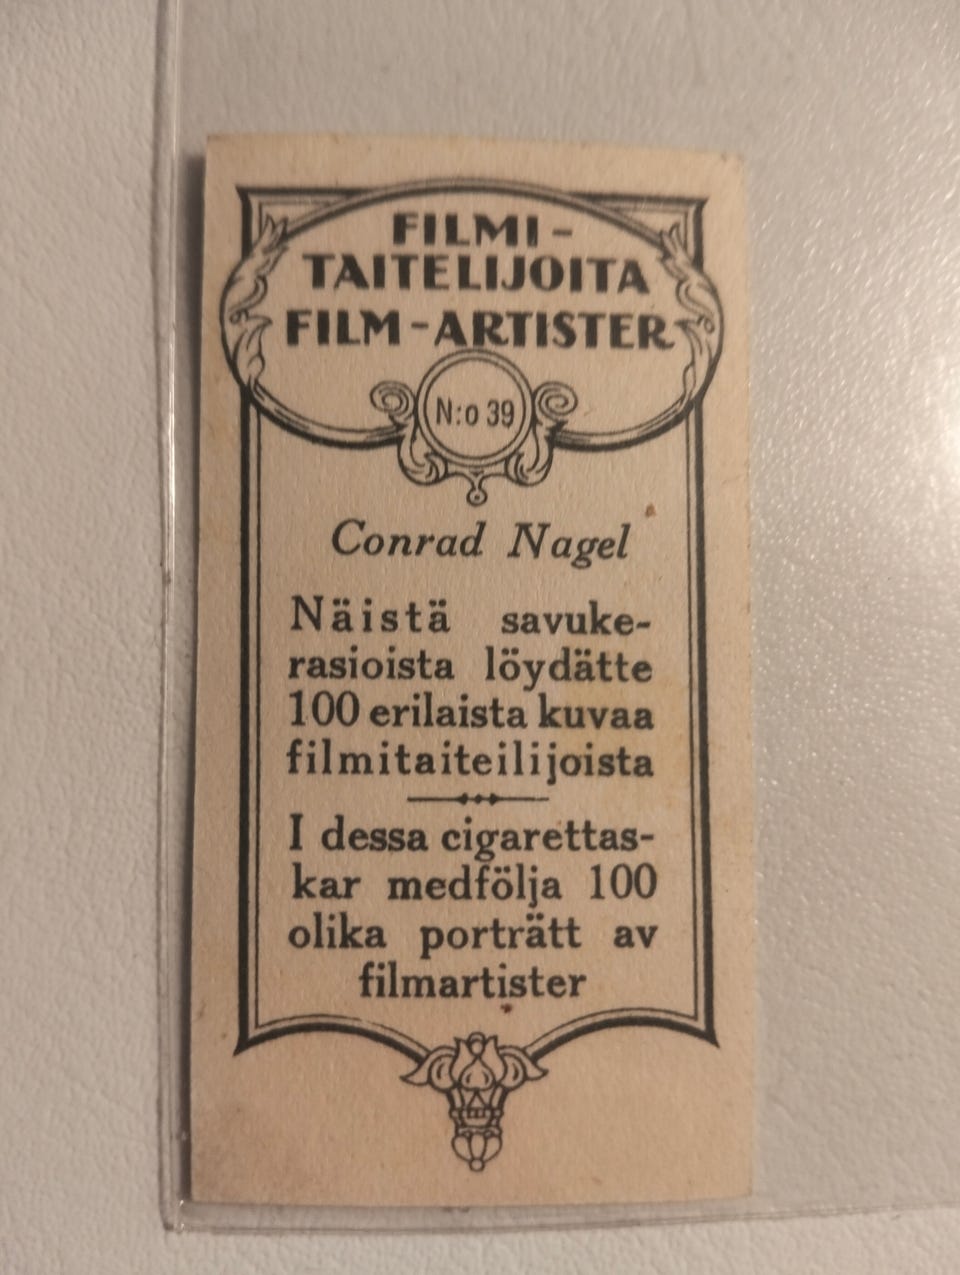 FILMI-
TAITELIJOITA
FILM-ARTISTER
N:o 39
Conrad Nagel
Näistä savuke-
rasioista löydätte
100 erilaista kuvaa
filmitaiteilijoista
I dessa cigarettas-
kar medfölja 100
olika porträtt av
filmartister